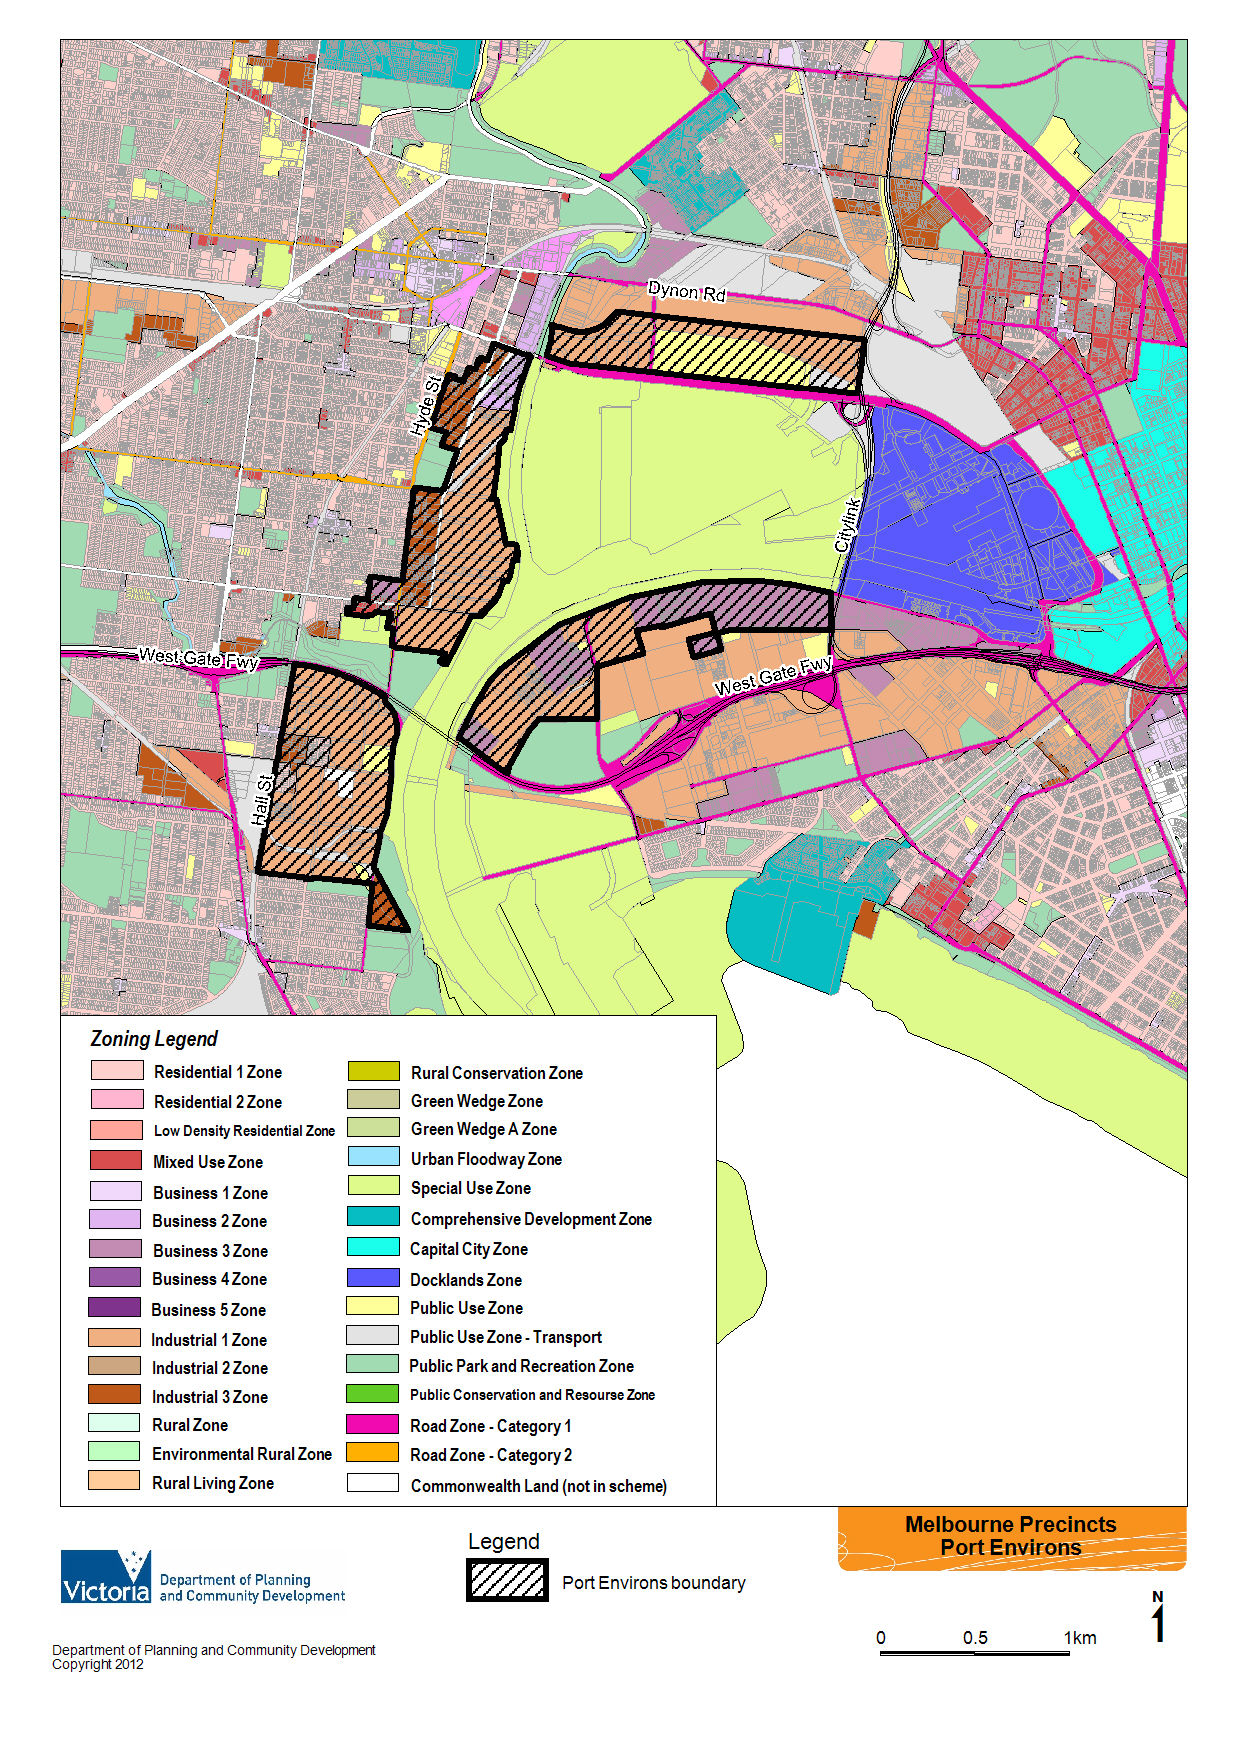 Dynon Rd
Hyde St
Citylink
West Gate Fwy
West Gate Fwy
Hall St
Zoning Legend
Residential 1 Zone
Residential 2 Zone
Low Density Residential Zone
Mixed Use Zone
Business 1 Zone
Business 2 Zone
Business 3 Zone
Business 4 Zone
Business 5 Zone
Industrial 1 Zone
Industrial 2 Zone
Industrial 3 Zone
Rural Zone
Environmental Rural Zone
Rural Living Zone
Rural Conservation Zone
Green Wedge Zone
Green Wedge A Zone
Urban Floodway Zone
Special Use Zone
Comprehensive Development Zone
Capital City Zone
Docklands Zone
Public Use Zone
Public Use Zone - Transport
Public Park and Recreation Zone
Public Conservation and Resourse Zone
Road Zone - Category 1
Road Zone - Category 2
Commonwealth Land (not in scheme)
Melbourne Precincts
Port Environs
Legend
Port Environs boundary
Victoria
Department of Planning
and Community Development
N
0 0.5 1km
Department of Planning and Community Development
Copyright 2012